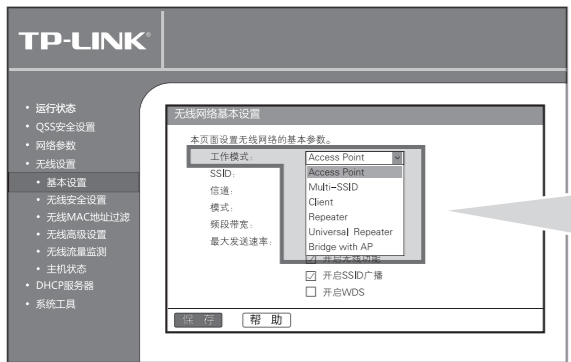 TP-LINK®
• 运行状态
• QSS安全设置
• 网络参数
• 无线设置
• 基本设置
• 无线安全设置
• 无线MAC地址过滤
• 无线高级设置
• 无线流量监测
• 主机状态
• DHCP服务器
• 系统工具
无线网络基本设置
本页面设置无线网络的基本参数。
工作模式: Access Point
SSID:
信道:
模式:
频段带宽:
最大发送速率:
Access Point
Multi-SSID
Client
Repeater
Universal Repeater
Bridge with AP
开启无线功能
开启SSID广播
开启WDS
保 存 帮 助